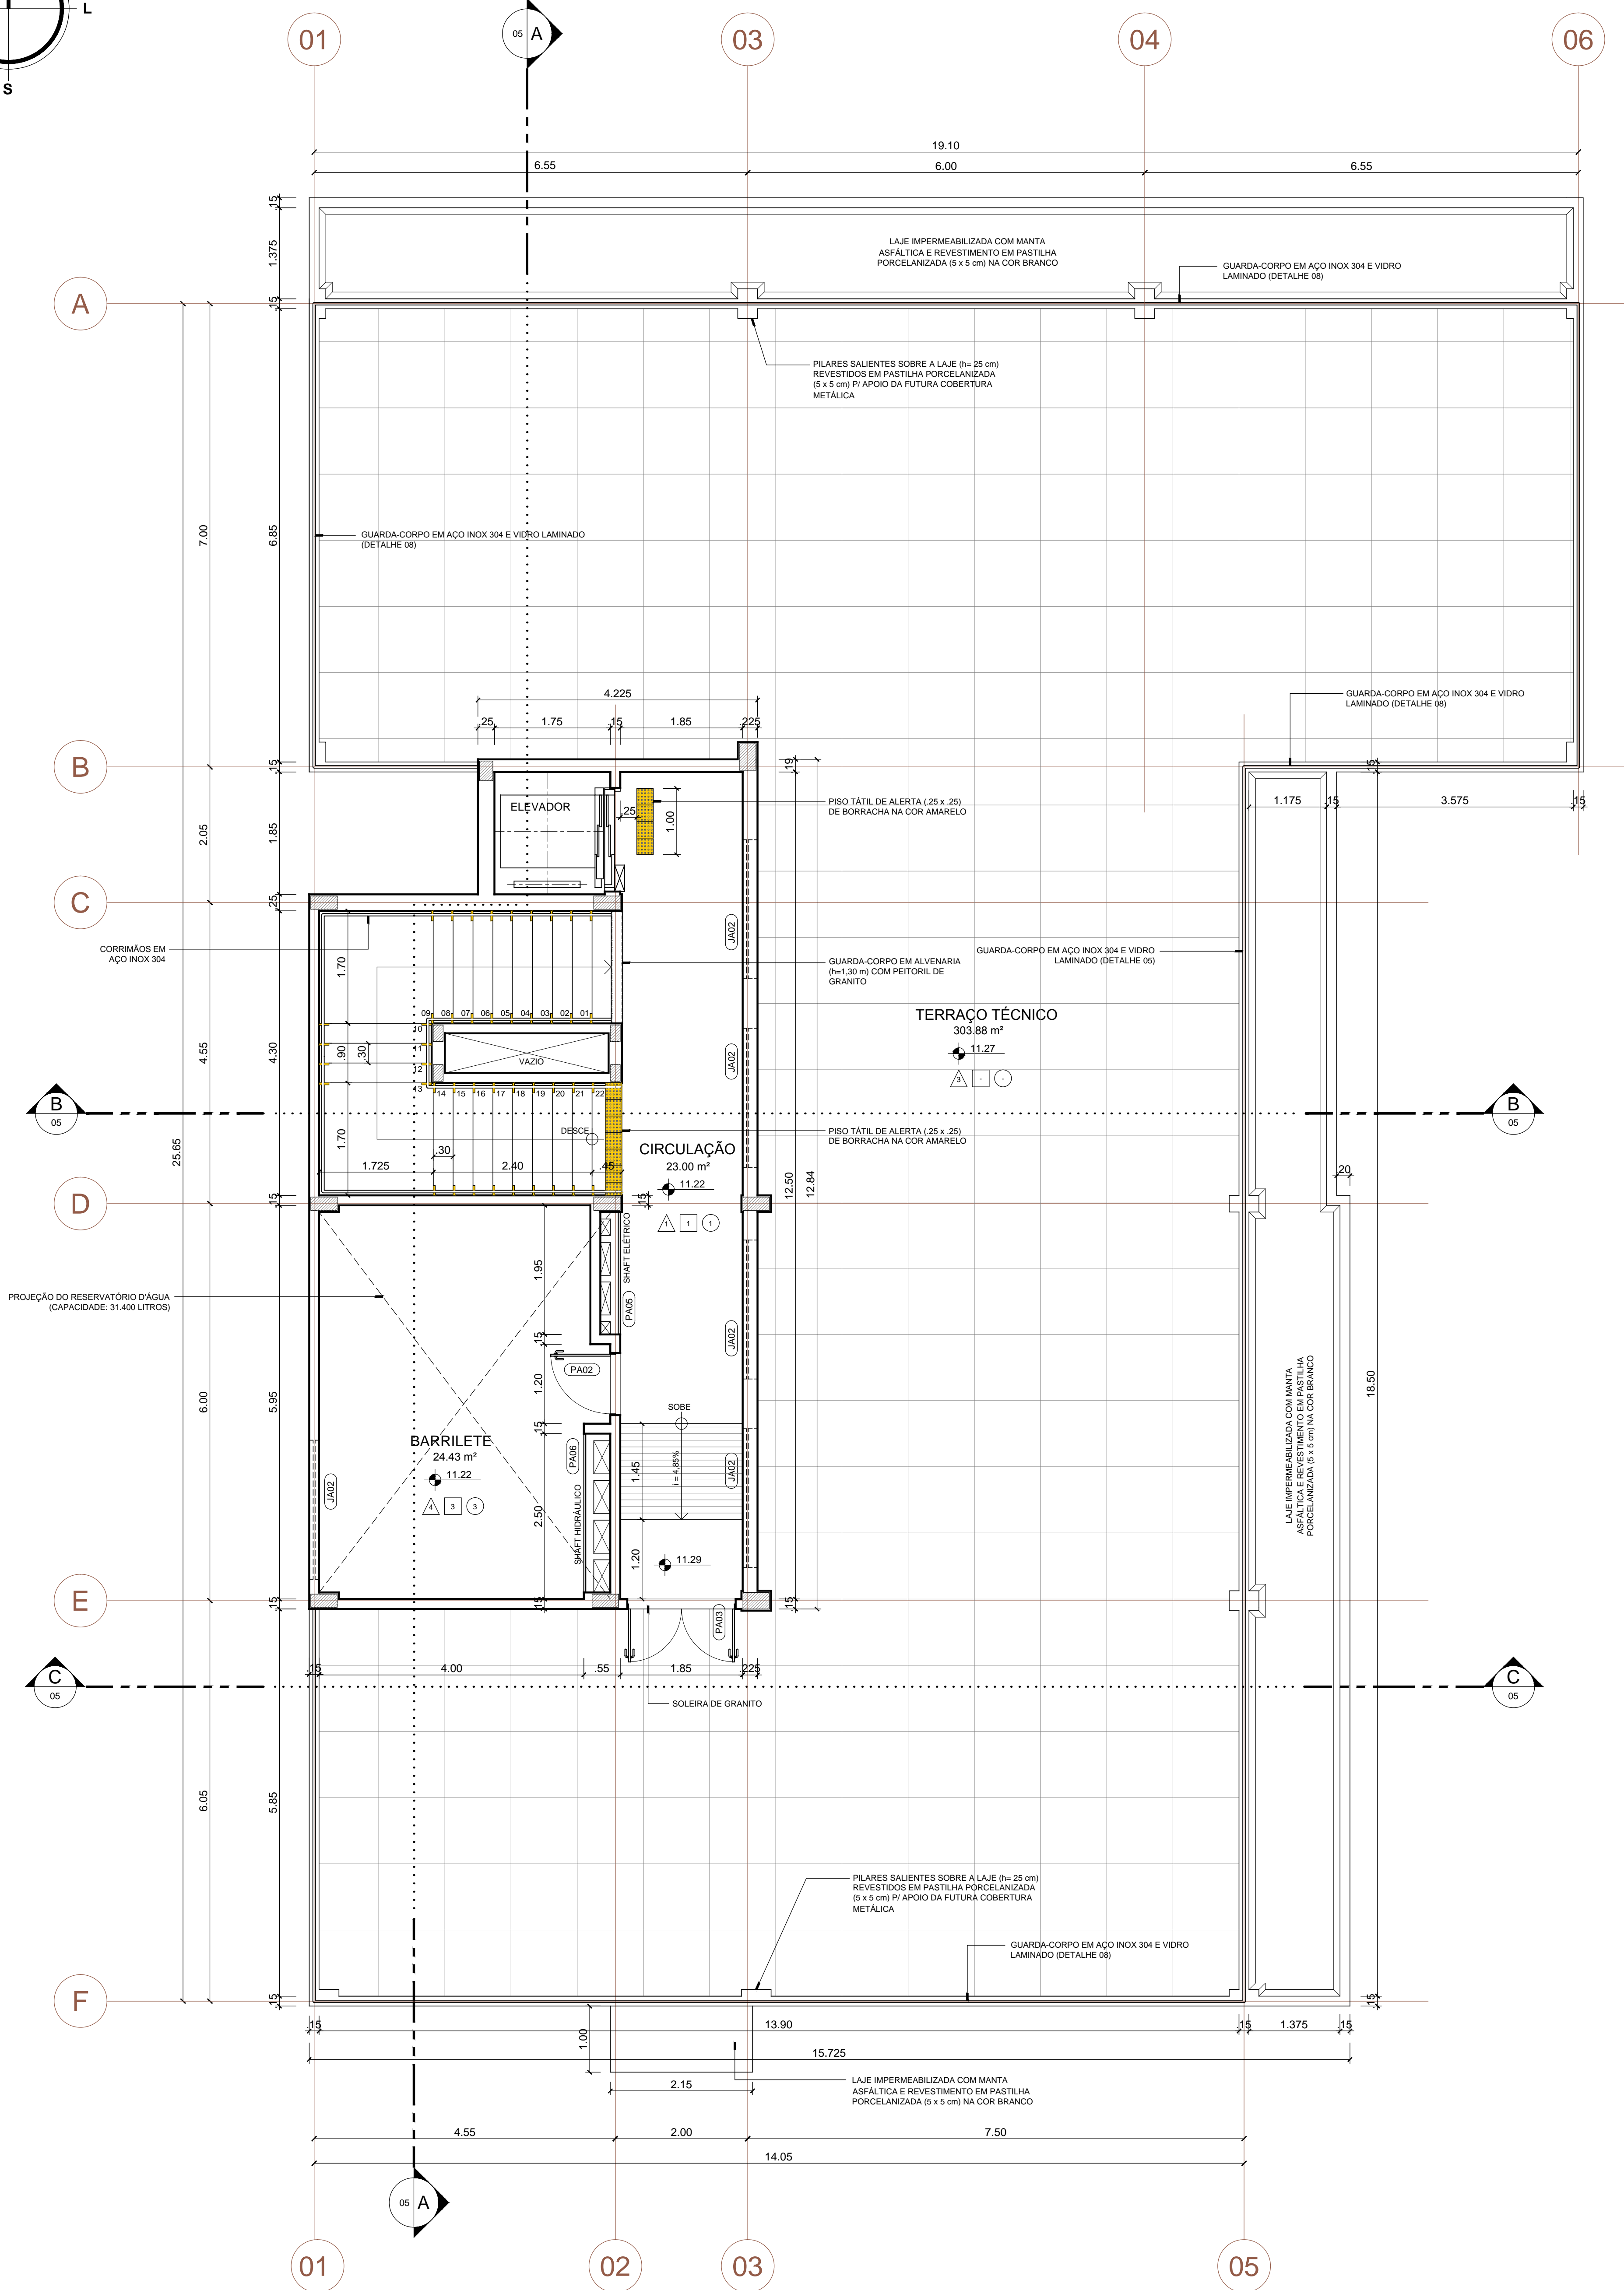 L
S
01
05 A
03
04
06
19.10
6.55
6.00
6.55
.15
1.375
.15
LAJE IMPERMEABILIZADA COM MANTA
ASFÁLTICA E REVESTIMENTO EM PASTILHA
PORCELANIZADA (5 x 5 cm) NA COR BRANCO
GUARDA-CORPO EM AÇO INOX 304 E VIDRO
LAMINADO (DETALHE 08)
A
PILARES SALIENTES SOBRE A LAJE (h= 25 cm)
REVESTIDOS EM PASTILHA PORCELANIZADA
(5 x 5 cm) P/ APOIO DA FUTURA COBERTURA
METÁLICA
7.00
6.85
GUARDA-CORPO EM AÇO INOX 304 E VIDRO LAMINADO
(DETALHE 08)
4.225
.25
1.75
.15
1.85
.225
GUARDA-CORPO EM AÇO INOX 304 E VIDRO
LAMINADO (DETALHE 08)
B
.15
.19
.15
ELEVADOR
.25
1.00
PISO TÁTIL DE ALERTA (.25 x .25)
DE BORRACHA NA COR AMARELO
1.175
.15
3.575
.15
2.05
1.85
C
.25
CORRIMÃOS EM
AÇO INOX 304
1.70
JA02
GUARDA-CORPO EM ALVENARIA
(h=1,30 m) COM PEITORIL DE
GRANITO
GUARDA-CORPO EM AÇO INOX 304 E VIDRO
LAMINADO (DETALHE 05)
09 08 07 06 05 04 03 02 01
10
11
12
13
TERRAÇO TÉCNICO
303.88 m²
11.27
3 - -
4.55
4.30
.90
.30
VAZIO
JA02
14 15 16 17 18 19 20 21 22
B
05
B
05
DESCE
PISO TÁTIL DE ALERTA (.25 x .25)
DE BORRACHA NA COR AMARELO
25.65
1.70
.30
1.725
2.40
.45
CIRCULAÇÃO
23.00 m²
11.22
1 1 1
12.50
12.84
.20
D
.15
.15
SHAFT ELÉTRICO
PA05
1.95
PROJEÇÃO DO RESERVATÓRIO D'ÁGUA
(CAPACIDADE: 31.400 LITROS)
.15
JA02
PA02
1.20
18.50
6.00
5.95
SOBE
.15
BARRILETE
24.43 m²
11.22
4 3 3
PA06
1.45
i = 4,85%
JA02
JA02
SHAFT HIDRÁULICO
2.50
1.20
11.29
LAJE IMPERMEABILIZADA COM MANTA
ASFÁLTICA E REVESTIMENTO EM PASTILHA
PORCELANIZADA (5 x 5 cm) NA COR BRANCO
E
.15
.15
.15
PA03
C
05
C
05
.15
4.00
.55
1.85
.225
SOLEIRA DE GRANITO
6.05
5.85
PILARES SALIENTES SOBRE A LAJE (h= 25 cm)
REVESTIDOS EM PASTILHA PORCELANIZADA
(5 x 5 cm) P/ APOIO DA FUTURA COBERTURA
METÁLICA
GUARDA-CORPO EM AÇO INOX 304 E VIDRO
LAMINADO (DETALHE 08)
F
.15
.15
.15
13.90
.15
1.375
.15
1.00
15.725
LAJE IMPERMEABILIZADA COM MANTA
ASFÁLTICA E REVESTIMENTO EM PASTILHA
PORCELANIZADA (5 x 5 cm) NA COR BRANCO
2.15
4.55
2.00
7.50
14.05
05 A
01
02
03
05